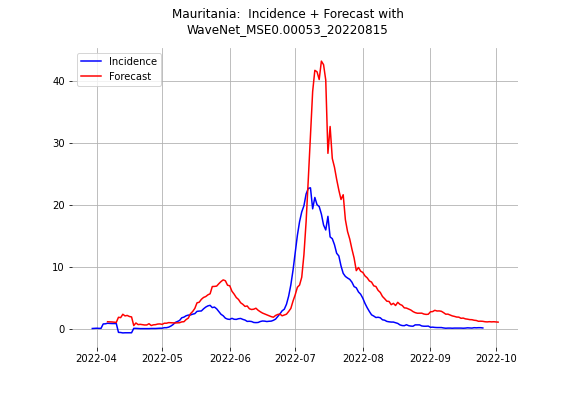 Mauritania:  Incidence + Forecast with
WaveNet_MSE0.00053_20220815
Incidence
Forecast
40
30
20
10
0
2022-04 2022-05 2022-06 2022-07 2022-08 2022-09 2022-10